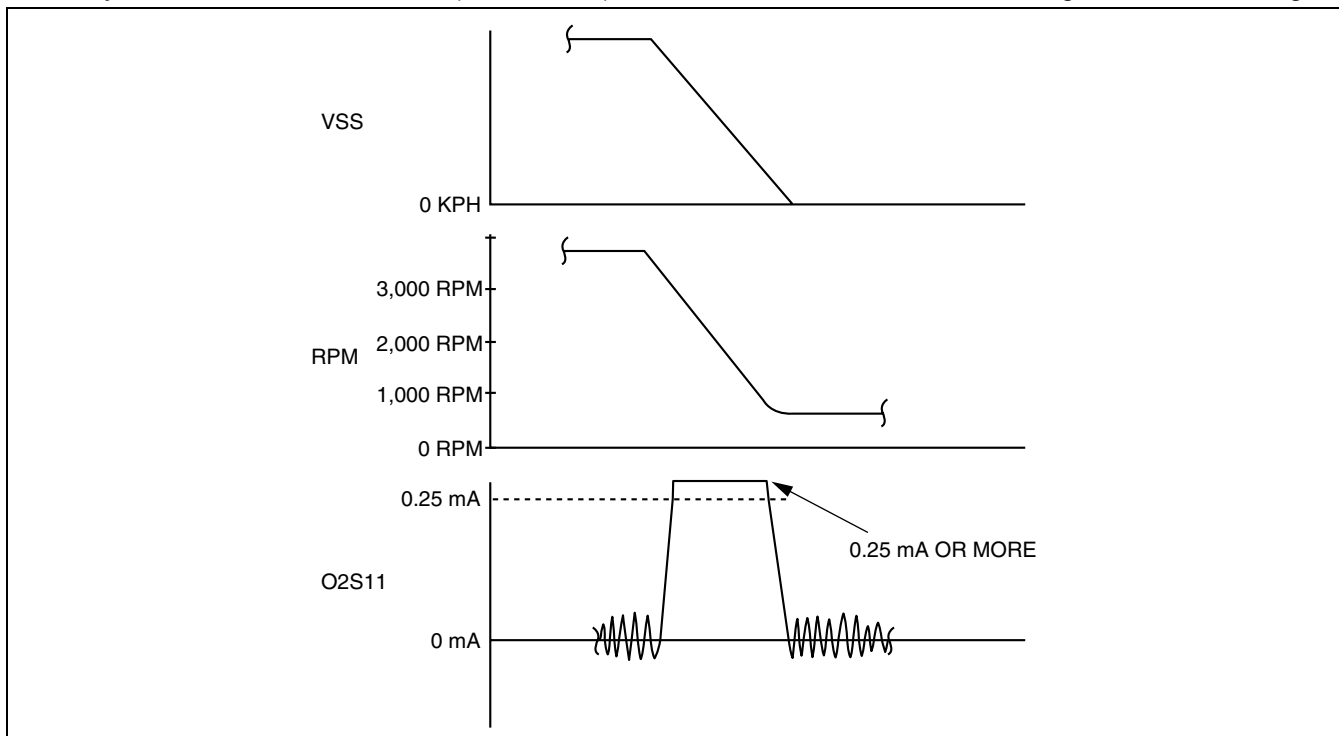 VSS
0 KPH
3,000 RPM
2,000 RPM
RPM
1,000 RPM
0 RPM
0.25 mA
0.25 mA OR MORE
O2S11
0 mA